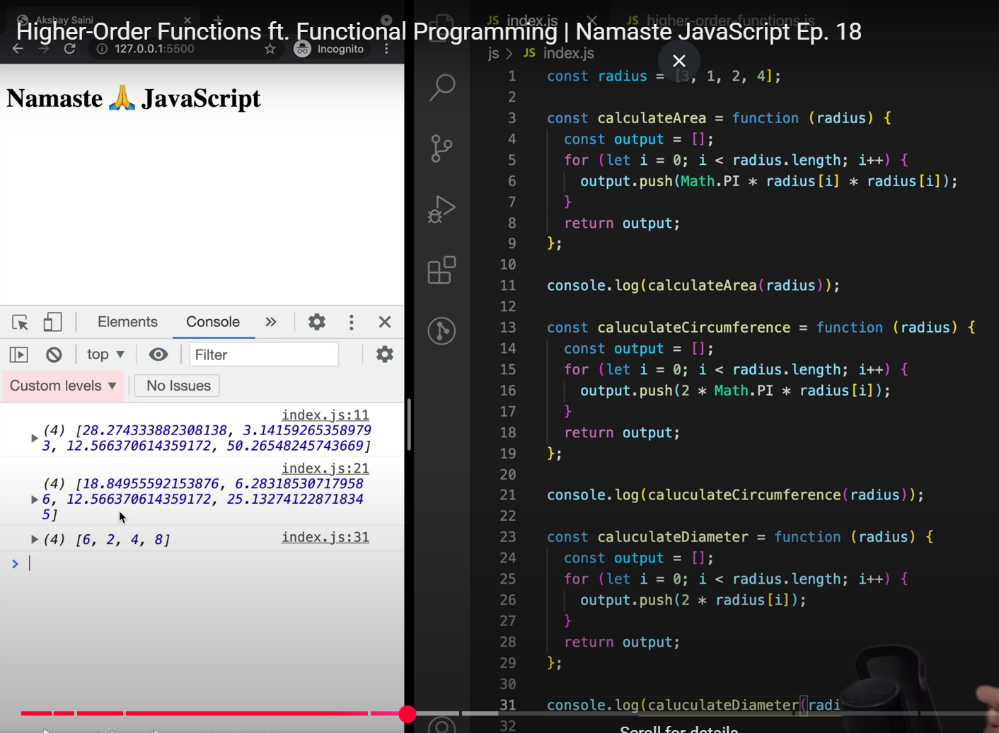 Akshay Saini
Higher-Order Functions ft. Functional Programming | Namaste JavaScript Ep. 18
127.0.0.1:5500
Incognito
Namaste 🙏 JavaScript
Elements
Console
top
Filter
Custom levels
No Issues
index.js:11
(4) [28.274333882308138, 3.14159265358979
3, 12.566370614359172, 50.26548245743669]
index.js:21
(4) [18.84955592153876, 6.28318530717958
6, 12.566370614359172, 25.13274122871834
5]
(4) [6, 2, 4, 8]
index.js:31
JS index.js
JS higher-order-functions.js
js > JS index.js
1 const radius = [3, 1, 2, 4];
2
3 const calculateArea = function (radius) {
4 const output = [];
5 for (let i = 0; i < radius.length; i++) {
6 output.push(Math.PI * radius[i] * radius[i]);
7 }
8 return output;
9 };
10
11 console.log(calculateArea(radius));
12
13 const caluculateCircumference = function (radius) {
14 const output = [];
15 for (let i = 0; i < radius.length; i++) {
16 output.push(2 * Math.PI * radius[i]);
17 }
18 return output;
19 };
20
21 console.log(caluculateCircumference(radius));
22
23 const caluculateDiameter = function (radius) {
24 const output = [];
25 for (let i = 0; i < radius.length; i++) {
26 output.push(2 * radius[i]);
27 }
28 return output;
29 };
30
31 console.log(caluculateDiameter(radi
32
Scroll for details